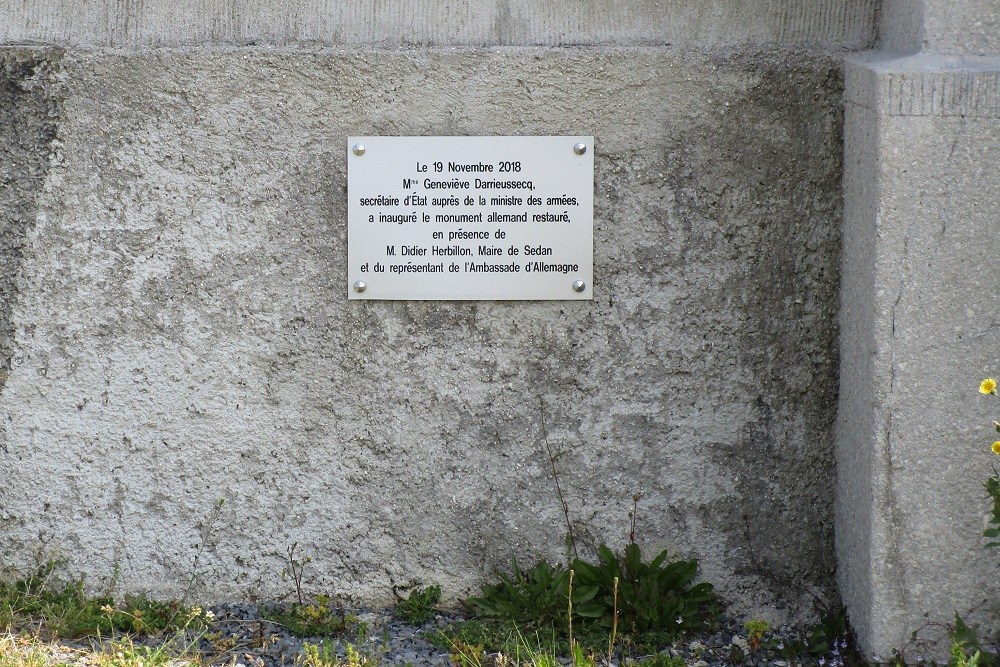 Le 19 Novembre 2018
Mᵐᵉ Geneviève Darrieussecq,
secrétaire d'État auprès de la ministre des armées,
a inauguré le monument allemand restauré,
en présence de
M. Didier Herbillon, Maire de Sedan
et du représentant de l'Ambassade d'Allemagne